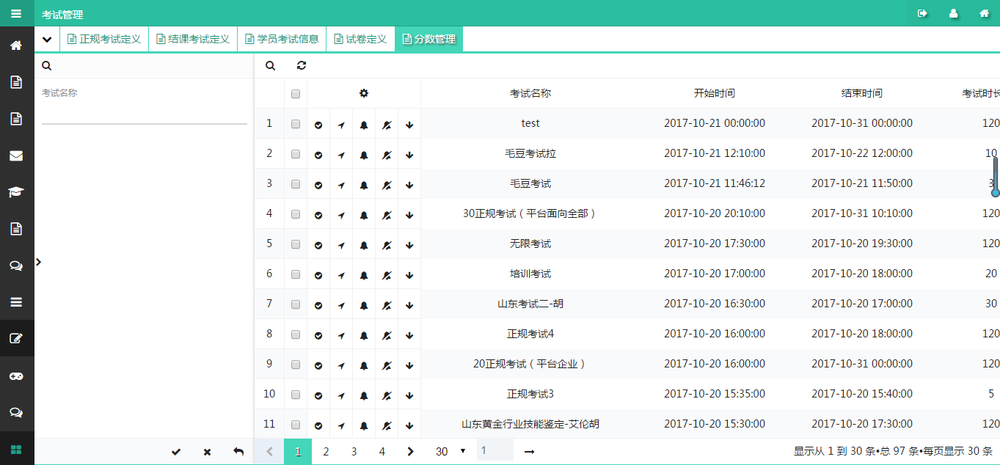 考试管理
正规考试定义 结课考试定义 学员考试信息 试卷定义 分数管理
考试名称
考试名称 开始时间 结束时间 考试时长
1 test 2017-10-21 00:00:00 2017-10-31 00:00:00 120
2 毛豆考试拉 2017-10-21 12:10:00 2017-10-22 12:00:00 10
3 毛豆考试 2017-10-21 11:46:12 2017-10-21 11:50:00 3
4 30正规考试（平台面向全部） 2017-10-20 20:10:00 2017-10-31 10:10:00 120
5 无限考试 2017-10-20 17:30:00 2017-10-20 19:30:00 120
6 培训考试 2017-10-20 17:00:00 2017-10-20 18:00:00 20
7 山东考试二-胡 2017-10-20 16:30:00 2017-10-20 17:00:00 30
8 正规考试4 2017-10-20 16:00:00 2017-10-20 18:00:00 120
9 20正规考试（平台企业） 2017-10-20 16:00:00 2017-10-31 00:00:00 120
10 正规考试3 2017-10-20 15:35:00 2017-10-20 15:40:00 5
11 山东黄金行业技能鉴定-艾伦胡 2017-10-20 15:30:00 2017-10-20 17:30:00 120
1 2 3 4 30 1 显示从 1 到 30 条•总 97 条•每页显示 30 条